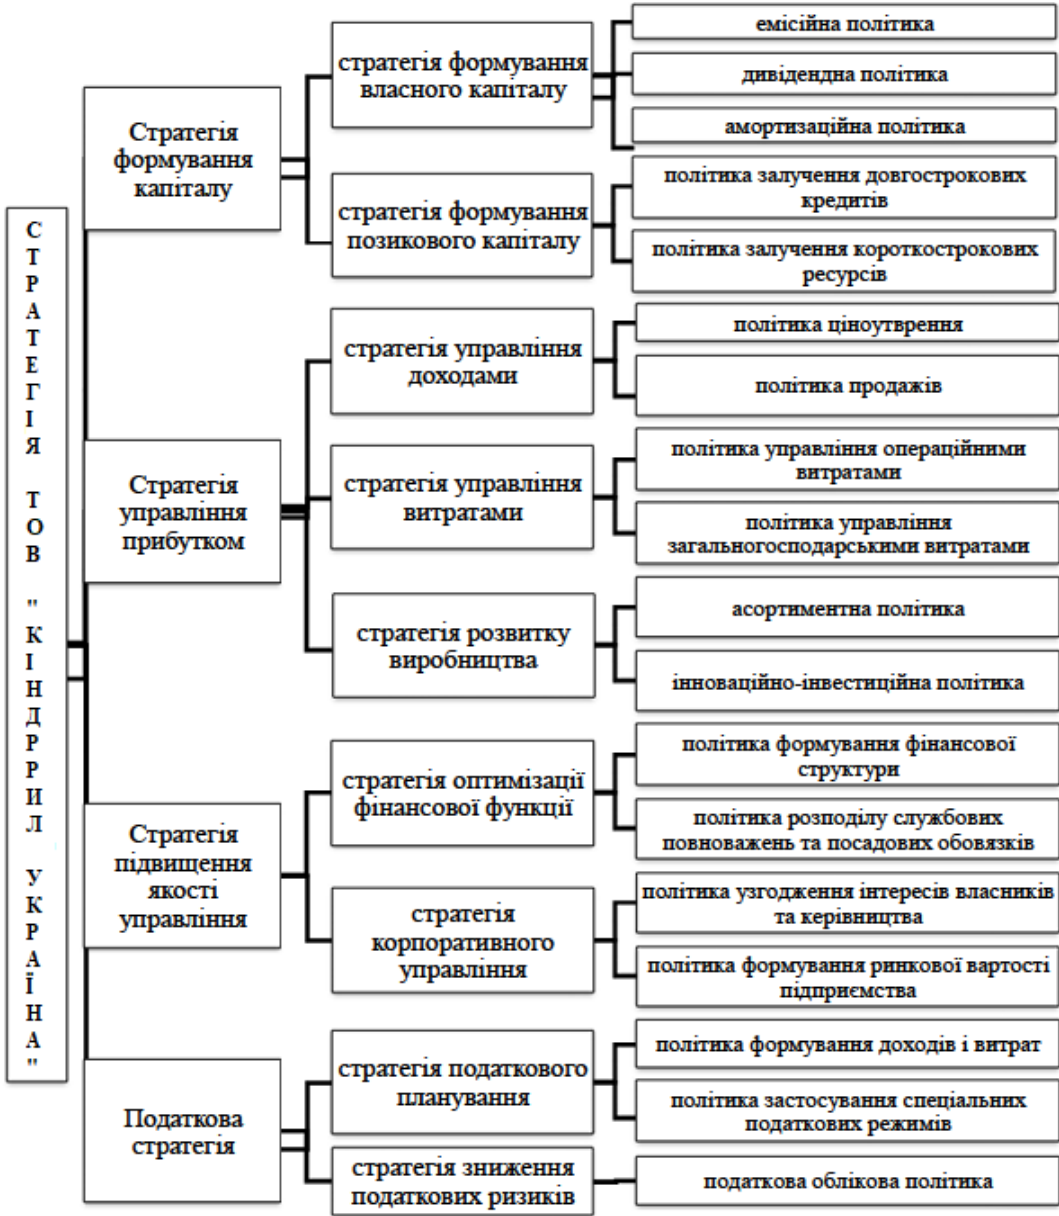 СТРАТЕГІЯ ТОВ "КІНДРРИЛ УКРАЇНА"
Стратегія
формування
капіталу
стратегія формування
власного капіталу
емісійна політика
дивідендна політика
амортизаційна політика
стратегія формування
позикового капіталу
політика залучення довгострокових
кредитів
політика залучення короткострокових
ресурсів
Стратегія
управління
прибутком
стратегія управління
доходами
політика ціноутврення
політика продажів
стратегія управління
витратами
політика управління операційними
витратами
політика управління
загальногосподарськими витратами
стратегія розвитку
виробництва
асортиментна політика
інноваційно-інвестиційна політика
Стратегія
підвищення
якості
управління
стратегія оптимізації
фінансової функції
політика формування фінансової
структури
політика розподілу службових
повноважень та посадових обовязків
стратегія
корпоративного
управління
політика узгодження інтересів власників
та керівництва
політика формування ринкової вартості
підприємства
Податкова
стратегія
стратегія податкового
планування
політика формування доходів і витрат
політика застосування спеціальних
податкових режимів
стратегія зниження
податкових ризиків
податкова облікова політика